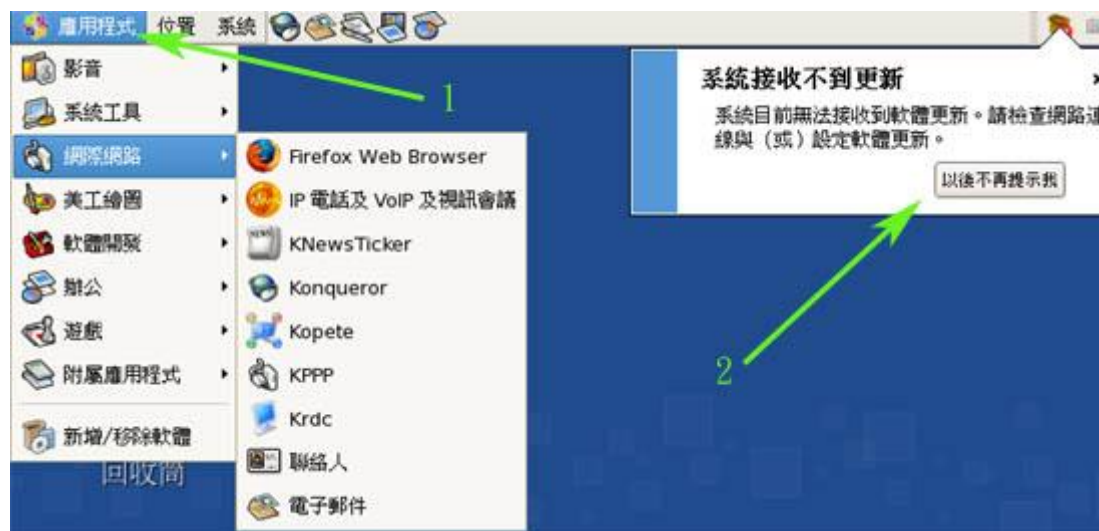 應用程式 位置 系統
影音
系統工具
網際網路
美工繪圖
軟體開發
辦公
遊戲
附屬應用程式
新增/移除軟體
回收筒
Firefox Web Browser
IP 電話及 VoIP 及視訊會議
KNewsTicker
Konqueror
Kopete
KPPP
Krdc
聯絡人
電子郵件
1
系統接收不到更新
系統目前無法接收到軟體更新。請檢查網路連
線與（或）設定軟體更新。
以後不再提示我
2